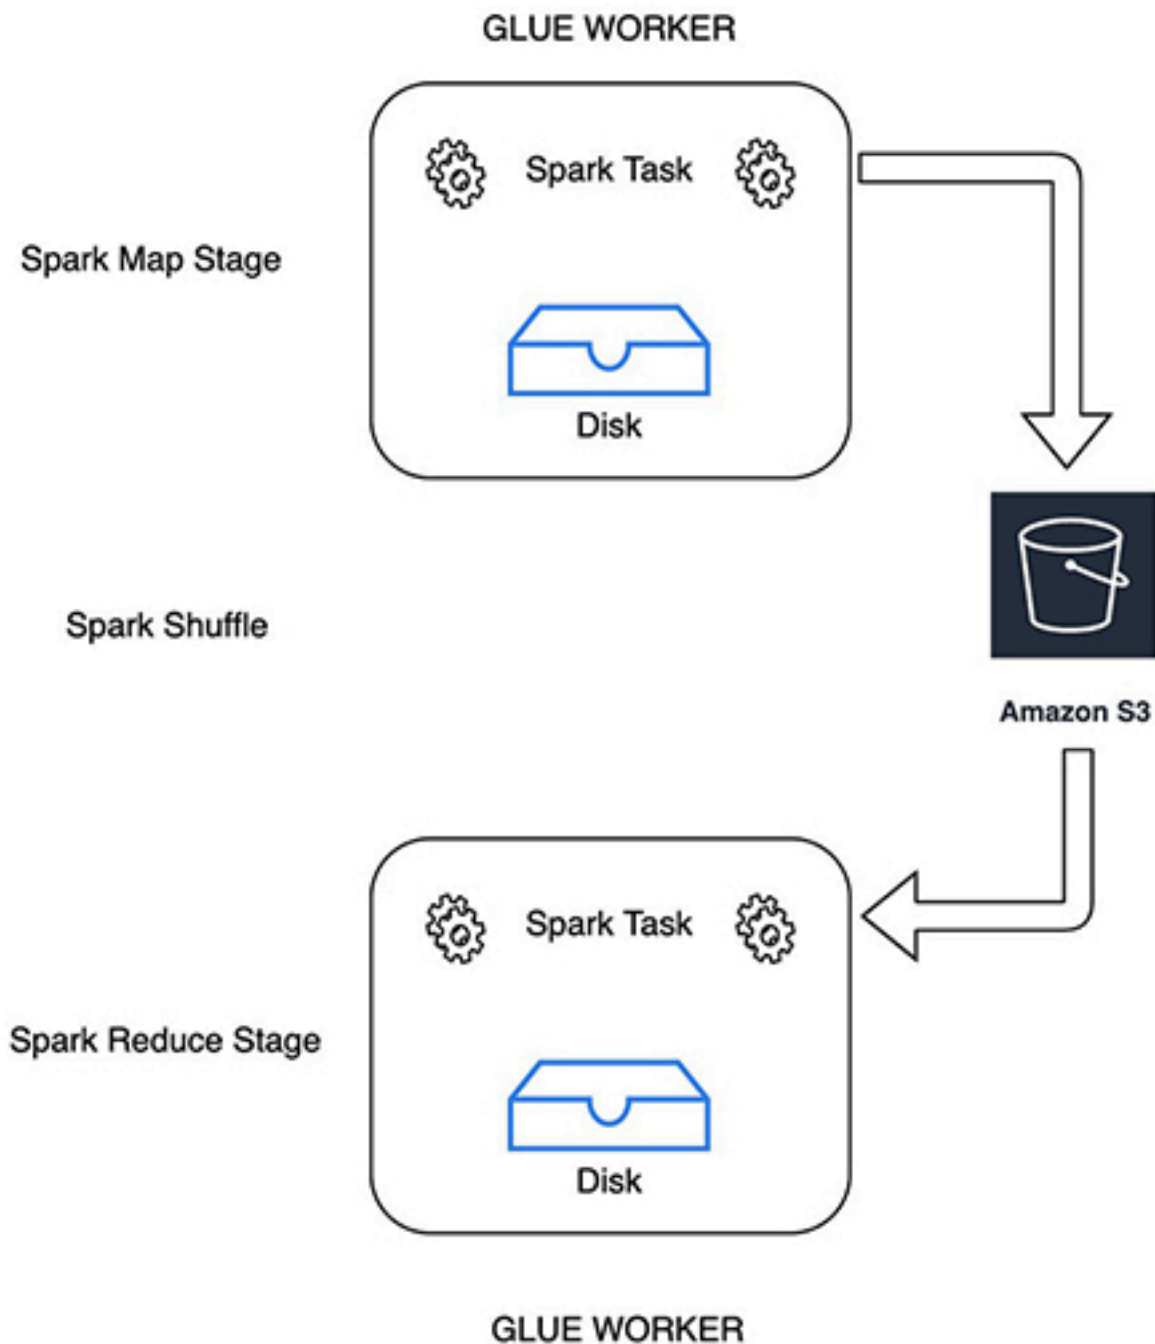 GLUE WORKER
Spark Task
Spark Map Stage
Disk
Spark Shuffle
Amazon S3
Spark Task
Spark Reduce Stage
Disk
GLUE WORKER